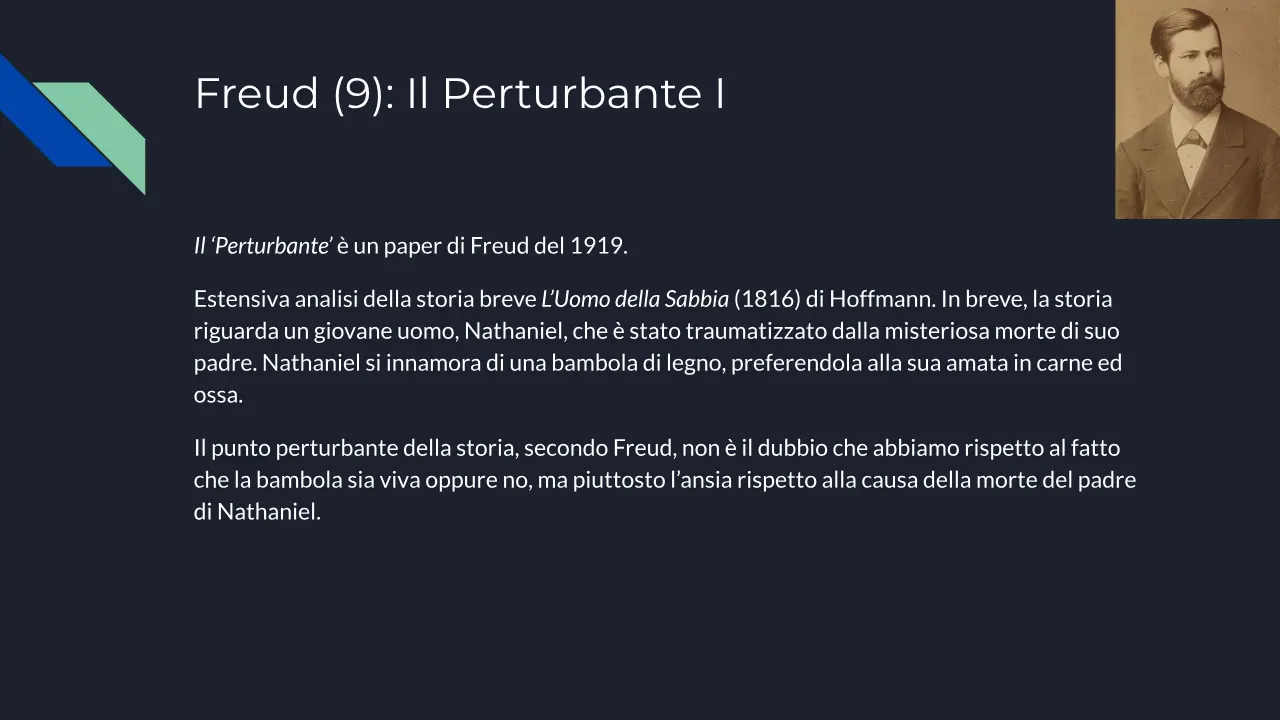 Freud (9): Il Perturbante I
Il ‘Perturbante’ è un paper di Freud del 1919.
Estensiva analisi della storia breve L’Uomo della Sabbia (1816) di Hoffmann. In breve, la storia
riguarda un giovane uomo, Nathaniel, che è stato traumatizzato dalla misteriosa morte di suo
padre. Nathaniel si innamora di una bambola di legno, preferendola alla sua amata in carne ed
ossa.
Il punto perturbante della storia, secondo Freud, non è il dubbio che abbiamo rispetto al fatto
che la bambola sia viva oppure no, ma piuttosto l’ansia rispetto alla causa della morte del padre
di Nathaniel.